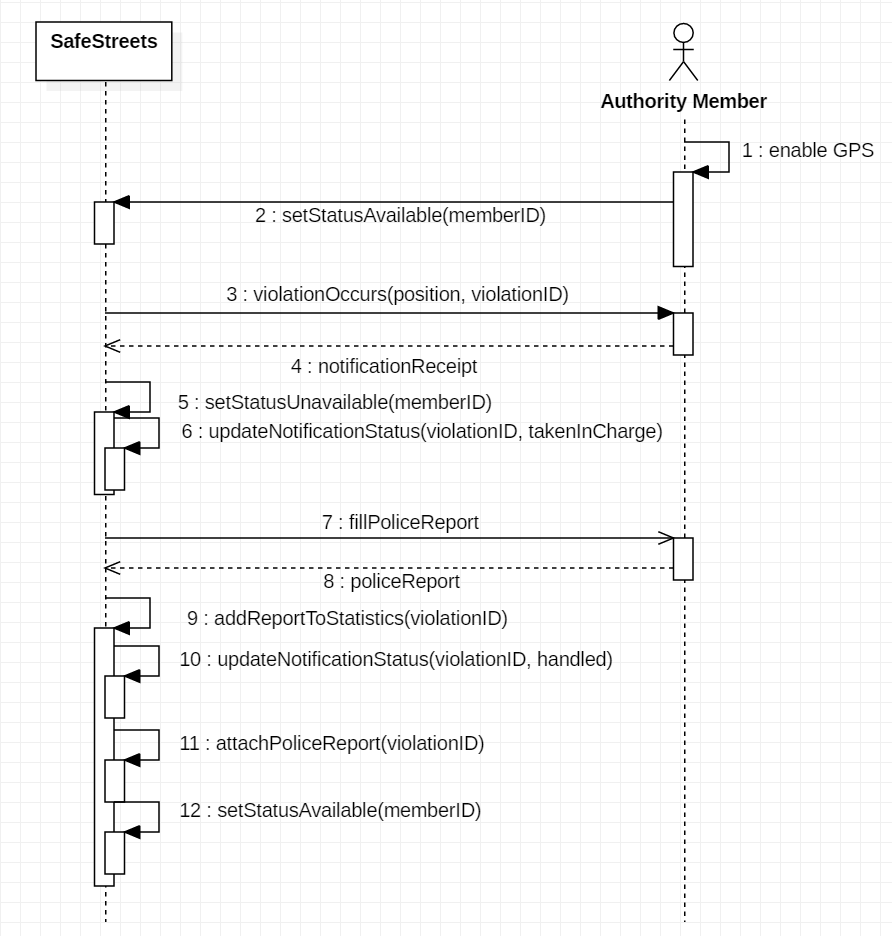 SafeStreets
Authority Member
1 : enable GPS
2 : setStatusAvailable(memberID)
3 : violationOccurs(position, violationID)
4 : notificationReceipt
5 : setStatusUnavailable(memberID)
6 : updateNotificationStatus(violationID, takenInCharge)
7 : fillPoliceReport
8 : policeReport
9 : addReportToStatistics(violationID)
10 : updateNotificationStatus(violationID, handled)
11 : attachPoliceReport(violationID)
12 : setStatusAvailable(memberID)